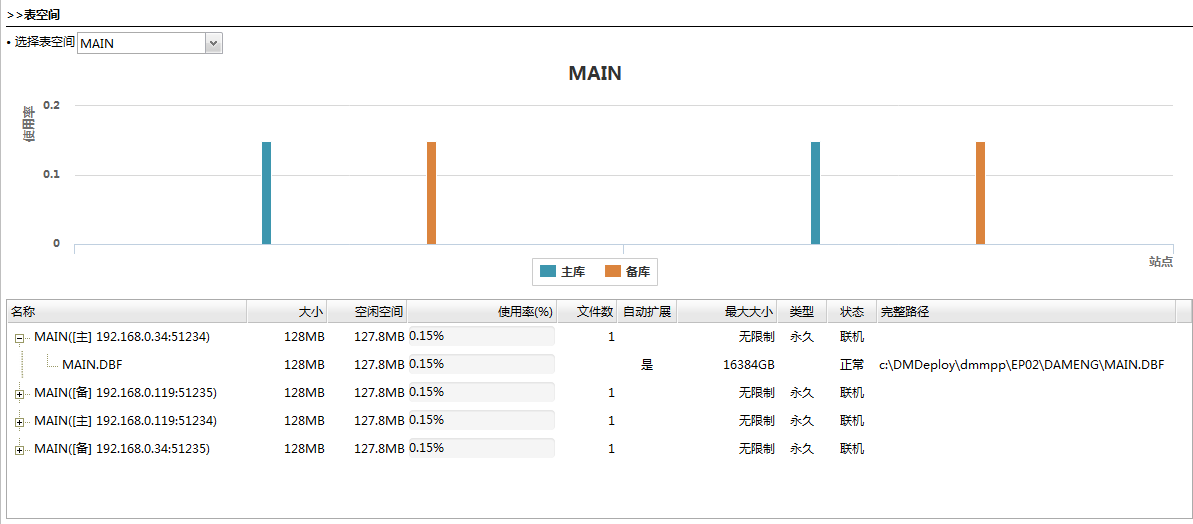 >>表空间
• 选择表空间 MAIN
MAIN
使用率
0.2
0.1
0
站点
主库 备库
名称 大小 空闲空间 使用率(%) 文件数 自动扩展 最大大小 类型 状态 完整路径
MAIN([主] 192.168.0.34:51234) 128MB 127.8MB 0.15% 1 无限制 永久 联机
MAIN.DBF 128MB 127.8MB 0.15% 是 16384GB 正常 c:\DMDeploy\dmmpp\EP02\DAMENG\MAIN.DBF
MAIN([备] 192.168.0.119:51235) 128MB 127.8MB 0.15% 1 无限制 永久 联机
MAIN([主] 192.168.0.119:51234) 128MB 127.8MB 0.15% 1 无限制 永久 联机
MAIN([备] 192.168.0.34:51235) 128MB 127.8MB 0.15% 1 无限制 永久 联机